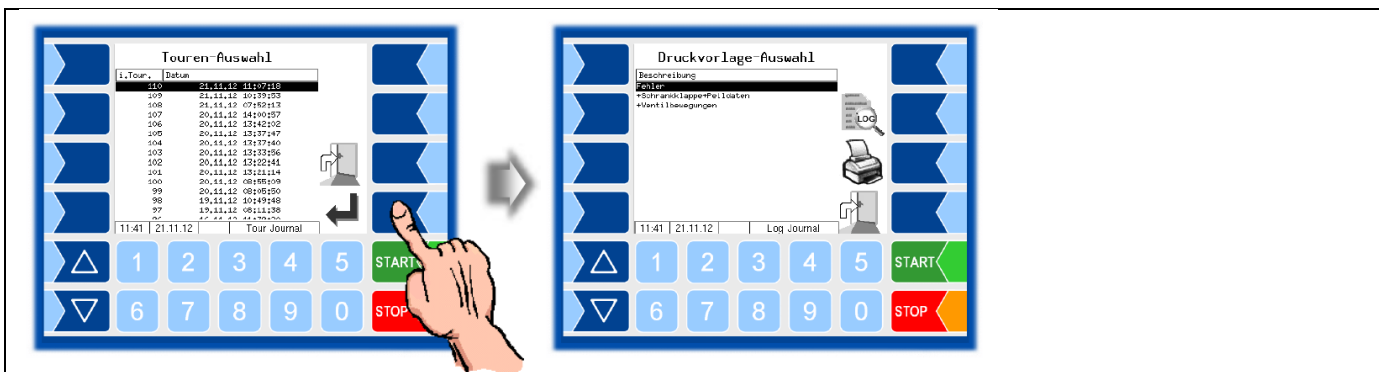 Touren-Auswahl
i.Tour. Datum
110 21.11.12 11:07:18
109 21.11.12 10:39:53
108 21.11.12 07:52:13
107 20.11.12 14:00:57
106 20.11.12 13:42:02
105 20.11.12 13:37:47
104 20.11.12 13:37:40
103 20.11.12 13:33:56
102 20.11.12 13:22:41
101 20.11.12 13:21:14
100 20.11.12 08:55:09
99 20.11.12 08:05:50
98 19.11.12 10:49:48
97 19.11.12 08:11:38
11:41 21.11.12 Tour Journal
1 2 3 4 5 START
6 7 8 9 0 STOP
Druckvorlage-Auswahl
Beschreibung
Fehler
+Schrankklappe+Peildaten
+Ventilbewegungen
LOG
11:41 21.11.12 Log Journal
1 2 3 4 5 START
6 7 8 9 0 STOP